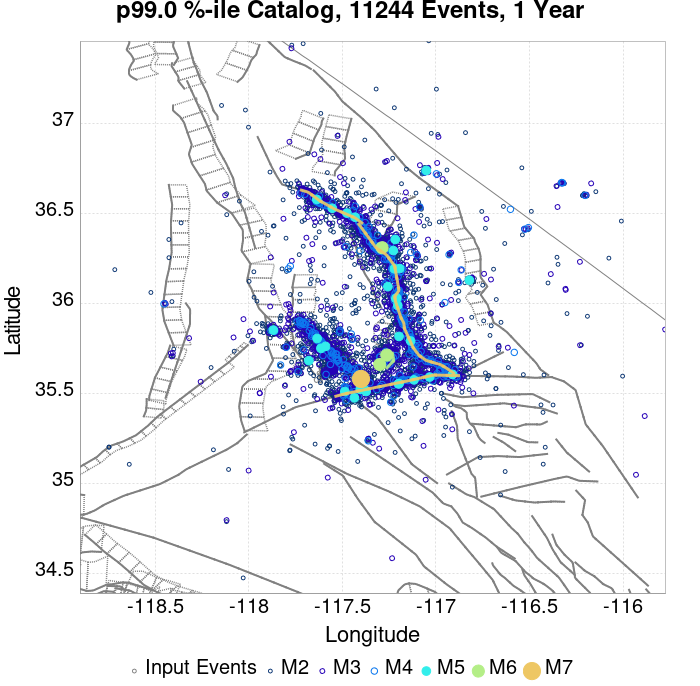 p99.0 %-ile Catalog, 11244 Events, 1 Year
Latitude
37
36.5
36
35.5
35
34.5
-118.5 -118 -117.5 -117 -116.5 -116
Longitude
Input Events M2 M3 M4 M5 M6 M7